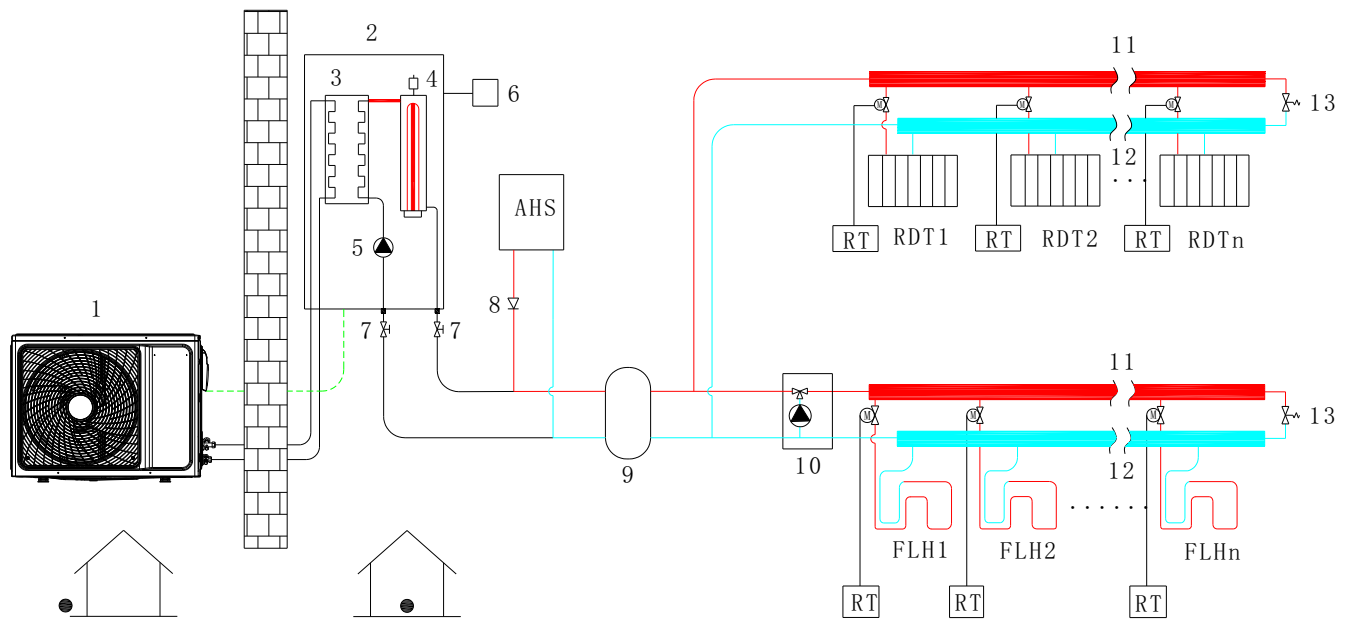 1
2
3
4
5
6
7
7
AHS
8
9
10
11
12
13
M
M
M
RT
RT
RT
RDT1
RDT2
...
RDTn
11
12
13
M
M
M
FLH1
FLH2
......
FLHn
RT
RT
RT